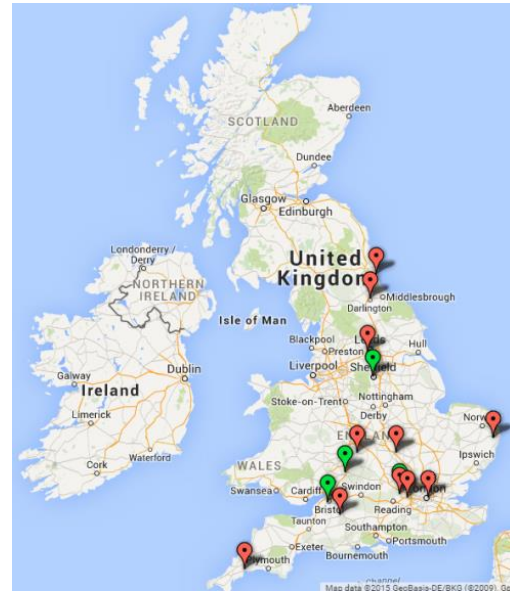 Aberdeen
SCOTLAND
Dundee
Glasgow
Edinburgh
Londonderry /
Derry
NORTHERN
IRELAND
United
Kingdom
Middlesbrough
Darlington
Isle of Man
Blackpool
Preston
Leeds
Hull
Galway
Dublin
Ireland
Liverpool
Sheffield
Limerick
Stoke-on-Trent
Nottingham
Derby
Waterford
Cork
WALES
Ipswich
Swansea
Cardiff
Swindon
London
Bristol
Reading
Taunton
Southampton
Portsmouth
Exeter
Bournemouth
Plymouth
Map data ©2015 GeoBasis-DE/BKG (©2009), Go